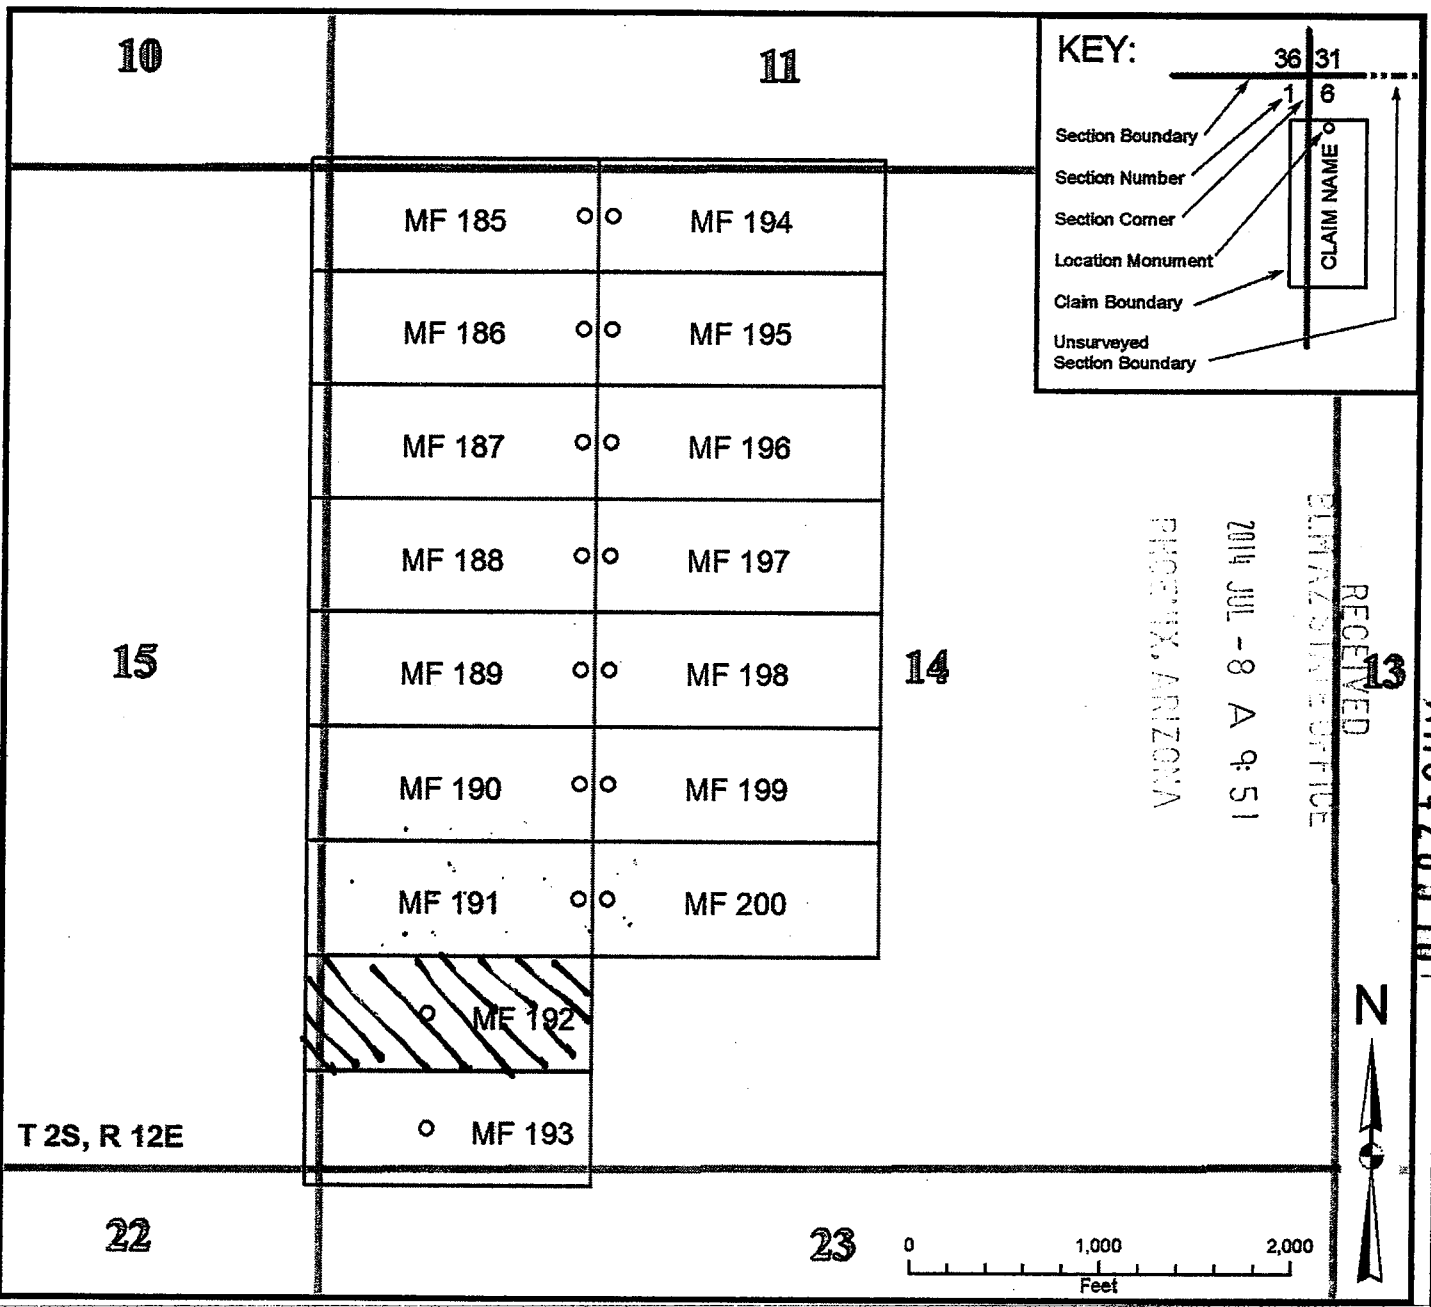 10
11
KEY:
36 31
1 6
Section Boundary
Section Number
Section Corner
Location Monument
Claim Boundary
Unsurveyed
Section Boundary
CLAIM NAME
MF 185
MF 194
MF 186
MF 195
MF 187
MF 196
MF 188
MF 197
MF 189
MF 198
MF 190
MF 199
MF 191
MF 200
MF 192
MF 193
15
14
13
RECEIVED
BLM AZ STATE OFFICE
2014 JUL -8 A 9:51
PHOENIX, ARIZONA
N
T 2S, R 12E
22
23
0 1,000 2,000
Feet